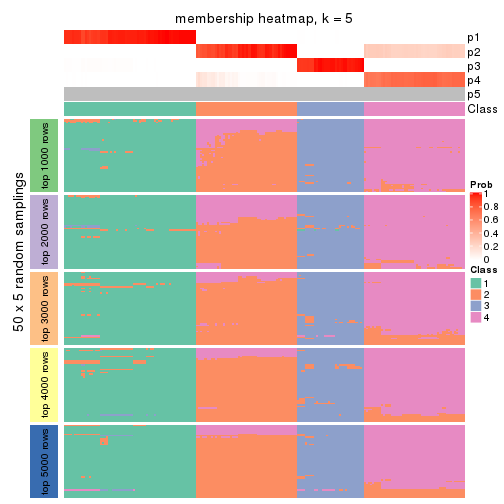 membership heatmap, k = 5
p1
p2
p3
p4
p5
Class
50 x 5 random samplings
top 1000 rows
top 2000 rows
top 3000 rows
top 4000 rows
top 5000 rows
Prob
1
0.8
0.6
0.4
0.2
0
Class
1
2
3
4